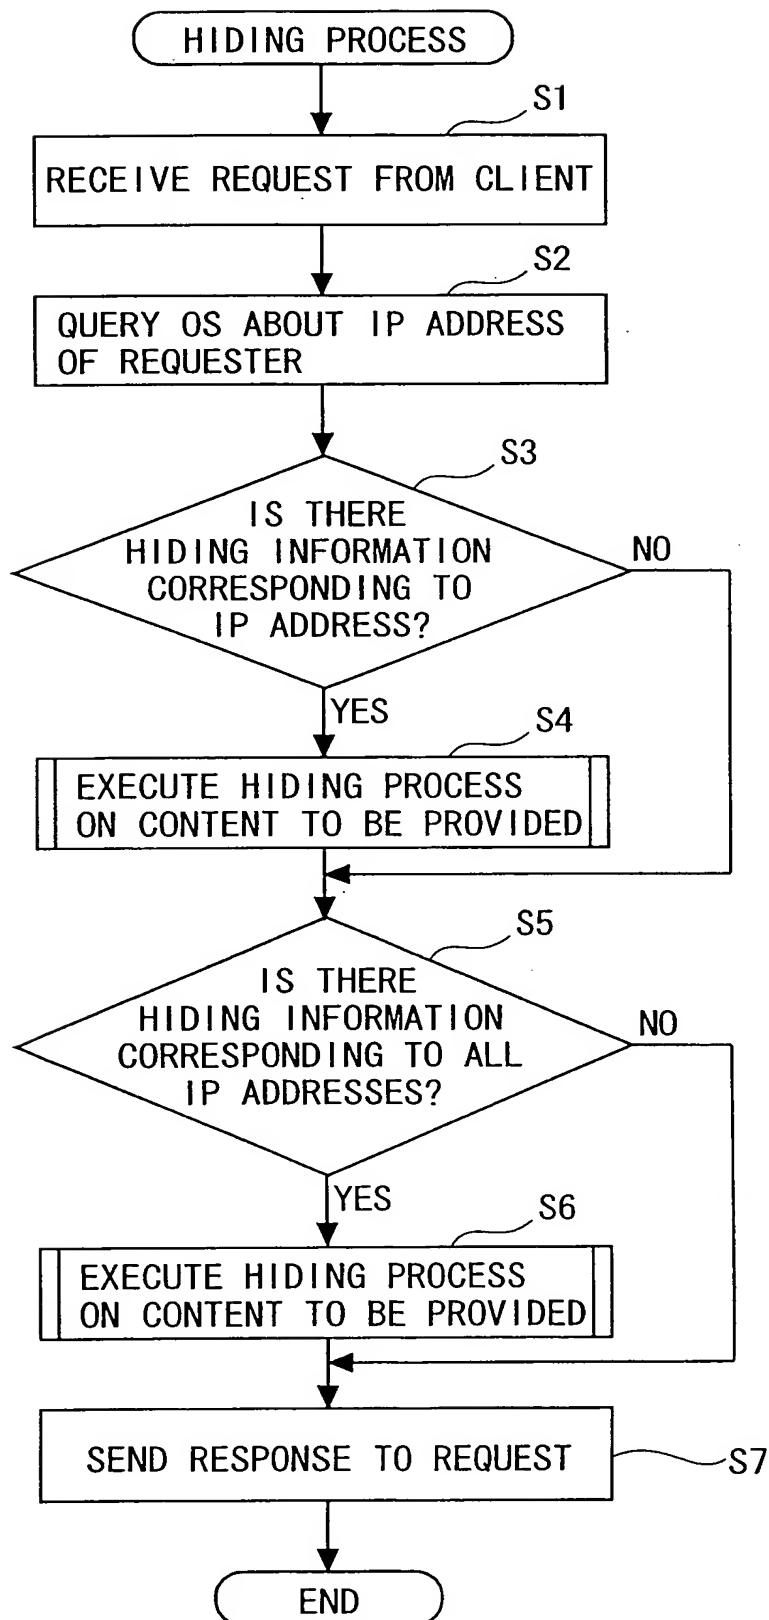 HIDING PROCESS
S1
RECEIVE REQUEST FROM CLIENT
S2
QUERY OS ABOUT IP ADDRESS
OF REQUESTER
S3
IS THERE
HIDING INFORMATION
CORRESPONDING TO
IP ADDRESS?
NO
YES
S4
EXECUTE HIDING PROCESS
ON CONTENT TO BE PROVIDED
S5
IS THERE
HIDING INFORMATION
CORRESPONDING TO ALL
IP ADDRESSES?
NO
YES
S6
EXECUTE HIDING PROCESS
ON CONTENT TO BE PROVIDED
SEND RESPONSE TO REQUEST
S7
END